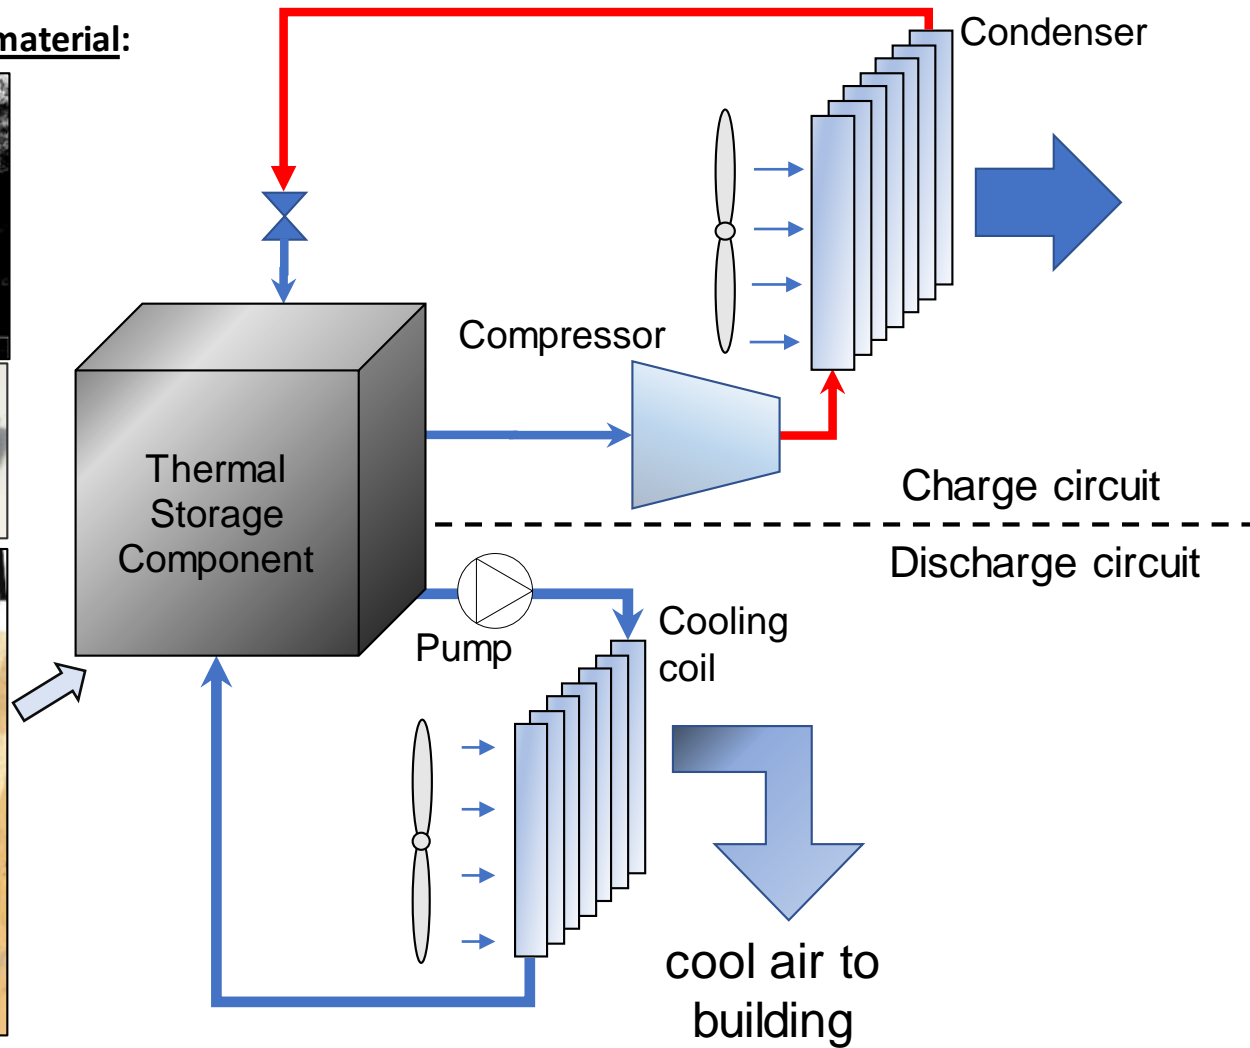 material:
Condenser
Compressor
Thermal
Storage
Component
Charge circuit
Discharge circuit
Pump
Cooling
coil
cool air to
building